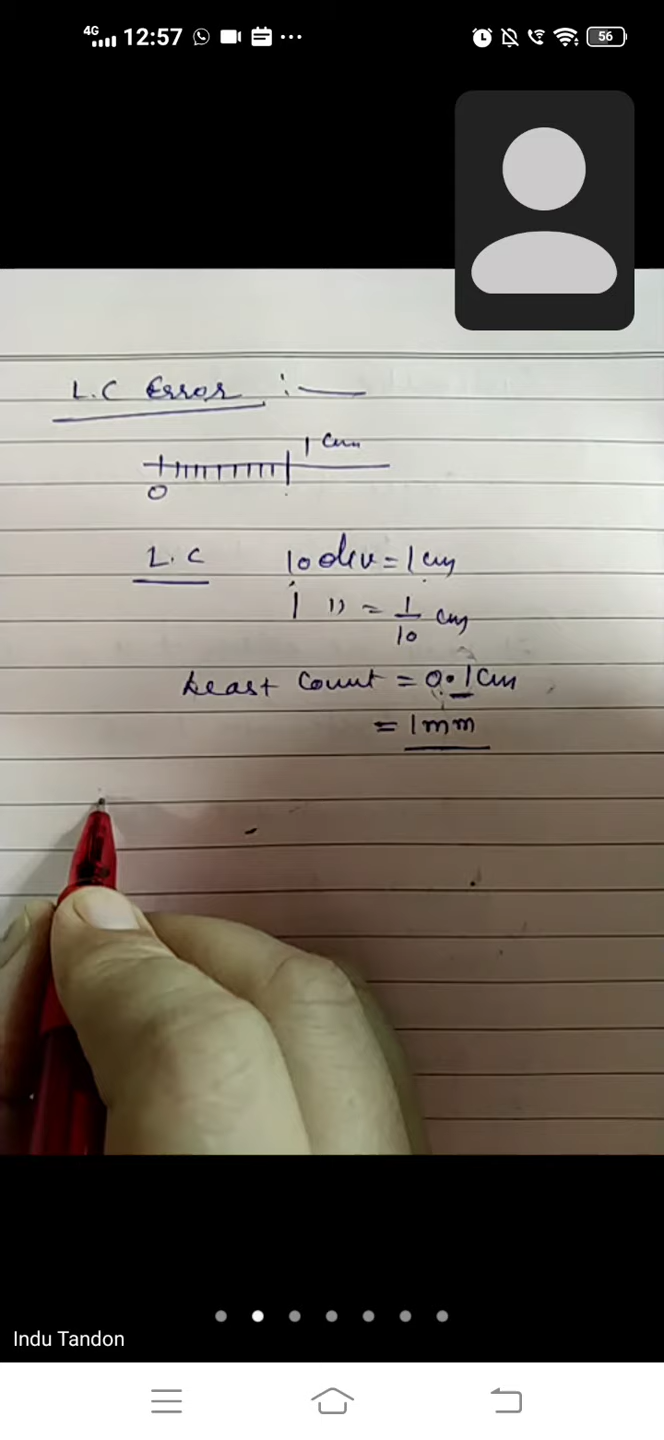 4G 12:57 56
L.C Error :—
1 Cm
0
L.C 10 div = 1 cm
1 " = 1/10 cm
Least Count = 0.1 Cm
= 1 mm
Indu Tandon